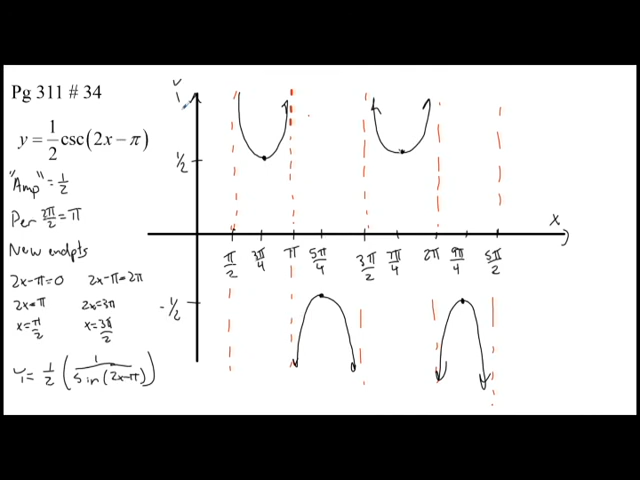 Pg 311 # 34
y = 1/2 csc(2x − π)
"Amp" = 1/2
Per 2π/2 = π
New endpts
2x-π=0 2x-π=2π
2x=π 2x=3π
x=π/2 x=3π/2
y = 1/2 (1/sin(2x-π))
y
1/2
x
π/2 3π/4 π 5π/4 3π/2 7π/4 2π 9π/4 5π/2
-1/2